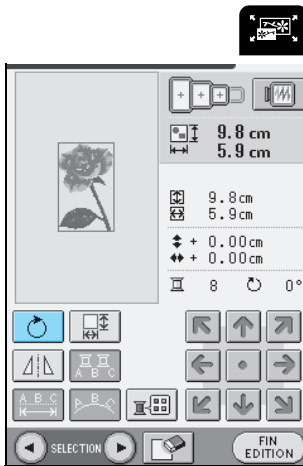 9.8 cm
5.9 cm
9.8cm
5.9cm
+ 0.00cm
+ 0.00cm
8 0°
A B C
A B C
A B C
SELECTION
FIN
EDITION